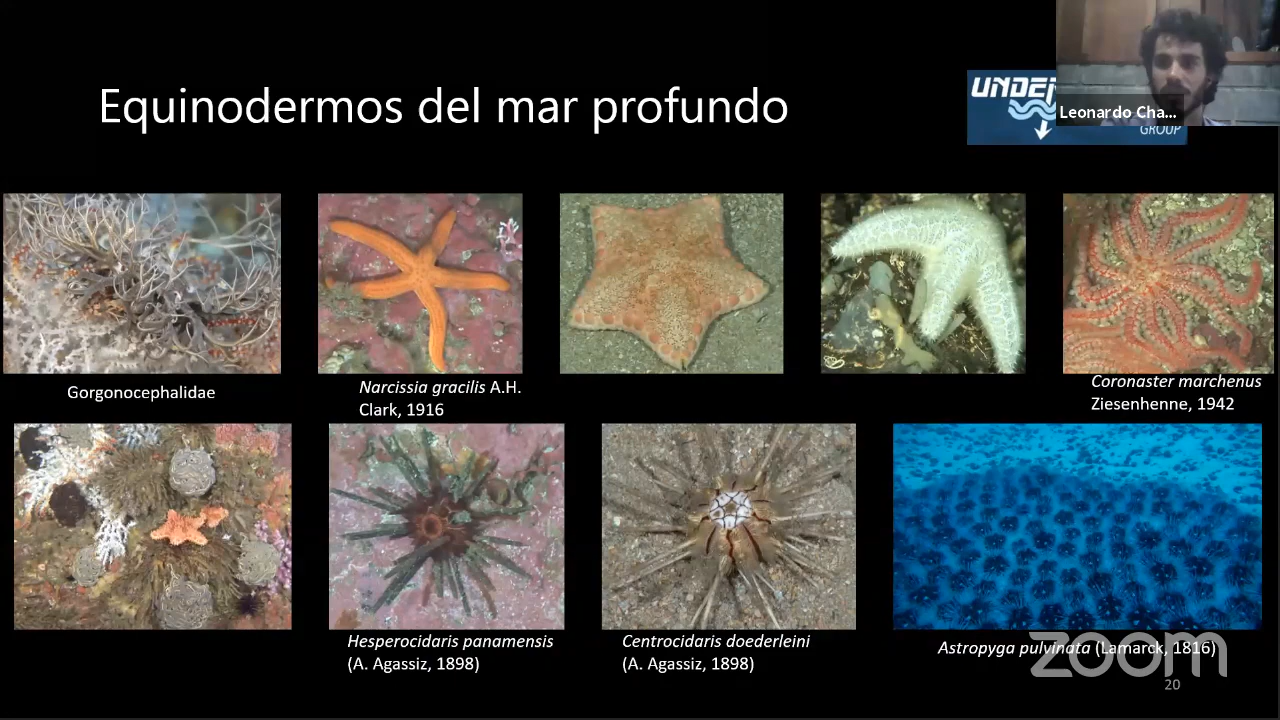 Equinodermos del mar profundo
UNDER
GROUP
Leonardo Cha...
Gorgonocephalidae
Narcissia gracilis A.H.
Clark, 1916
Coronaster marchenus
Ziesenhenne, 1942
Hesperocidaris panamensis
(A. Agassiz, 1898)
Centrocidaris doederleini
(A. Agassiz, 1898)
Astropyga pulvinata (Lamarck, 1816)
zoom
20